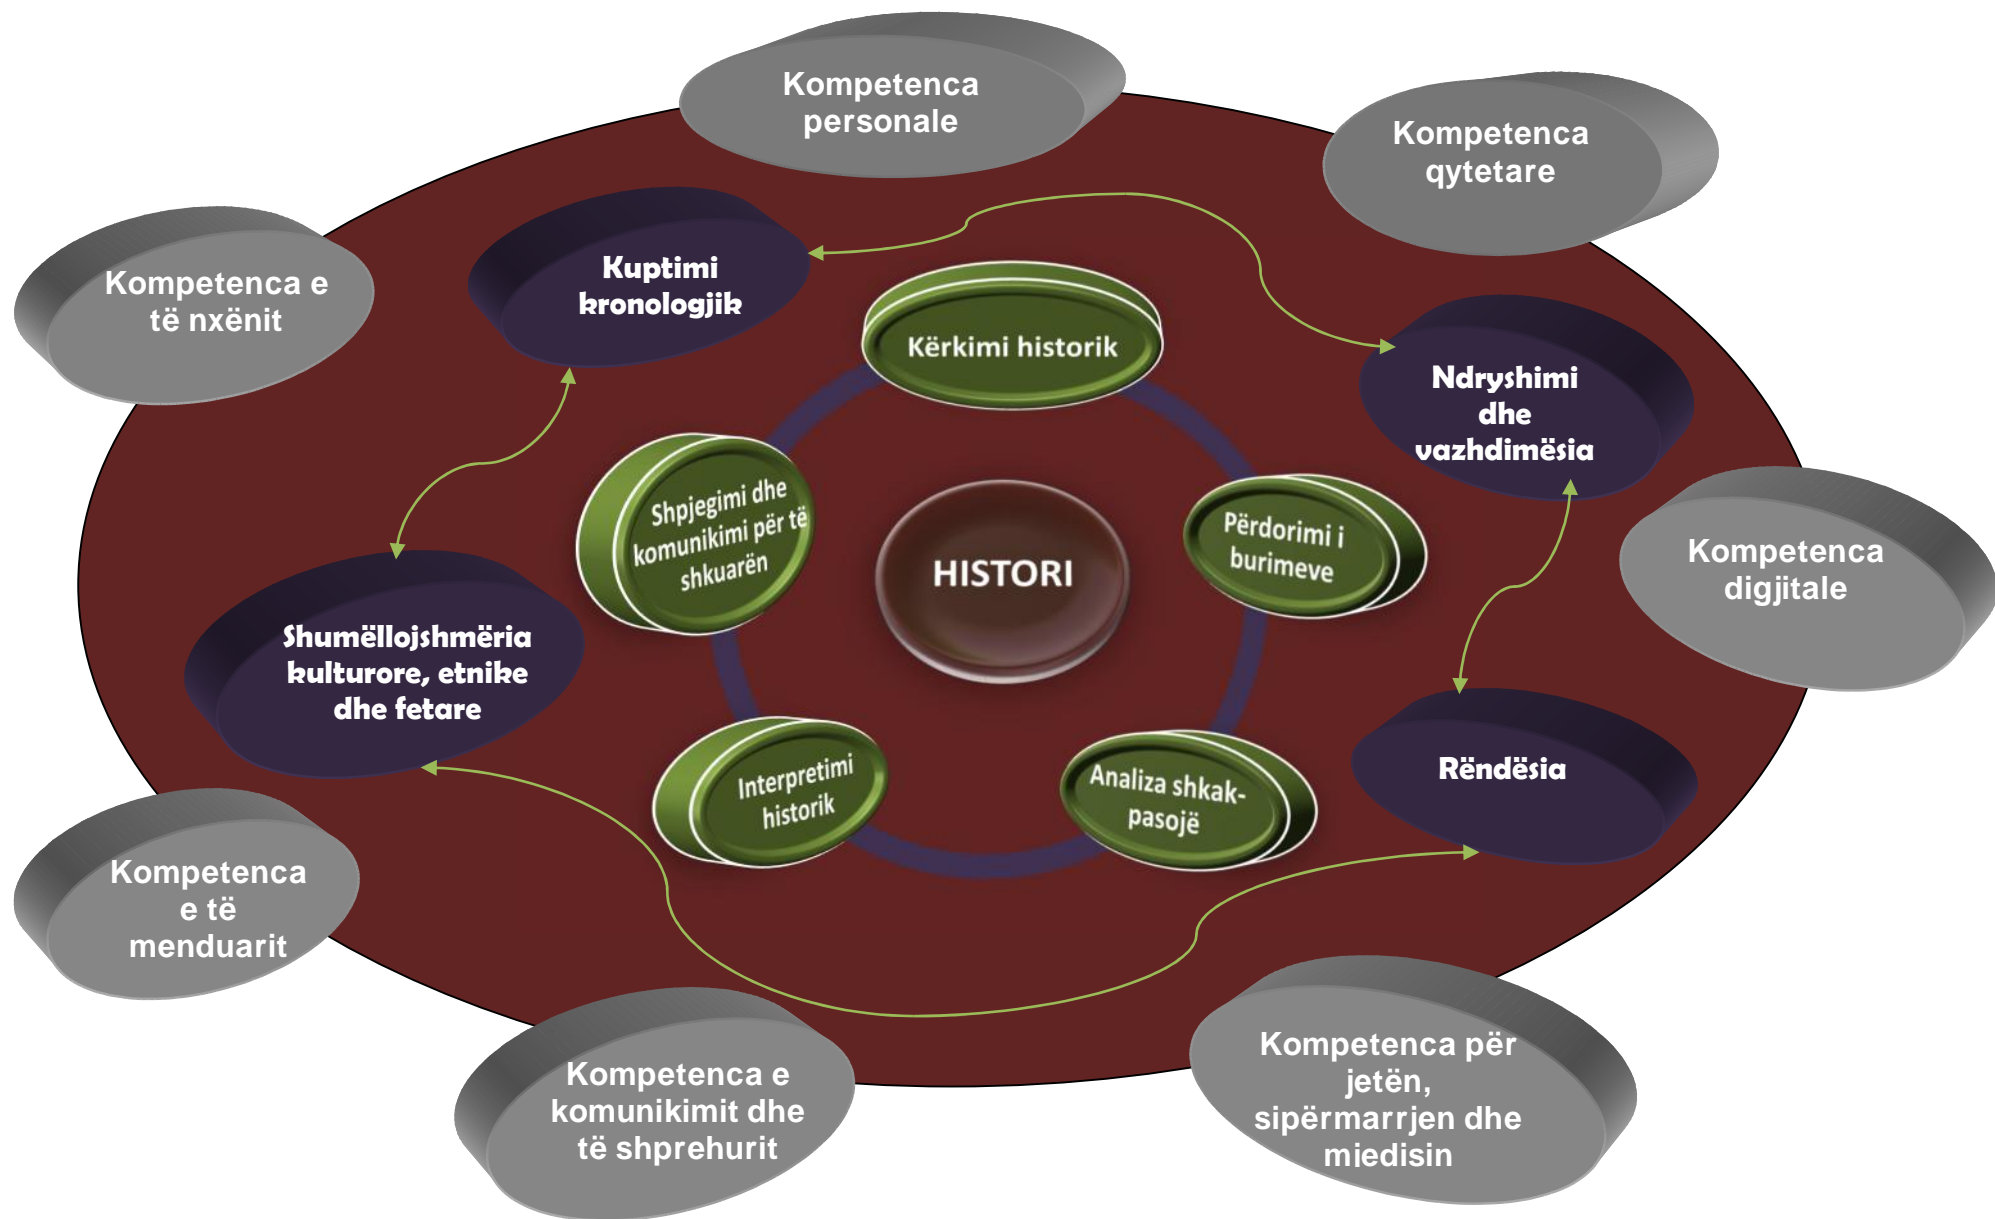 Kompetenca
personale
Kompetenca
qytetare
Kompetenca e
të nxënit
Kuptimi
kronologjik
Kërkimi historik
Ndryshimi
dhe
vazhdimësia
Shpjegimi dhe
komunikimi për të
shkuarën
HISTORI
Përdorimi i
burimeve
Kompetenca
digjitale
Shumëllojshmëria
kulturore, etnike
dhe fetare
Interpretimi
historik
Analiza shkak-
pasojë
Rëndësia
Kompetenca
e të
menduarit
Kompetenca e
komunikimit dhe
të shprehurit
Kompetenca për
jetën,
sipërmarrjen dhe
mjedisin